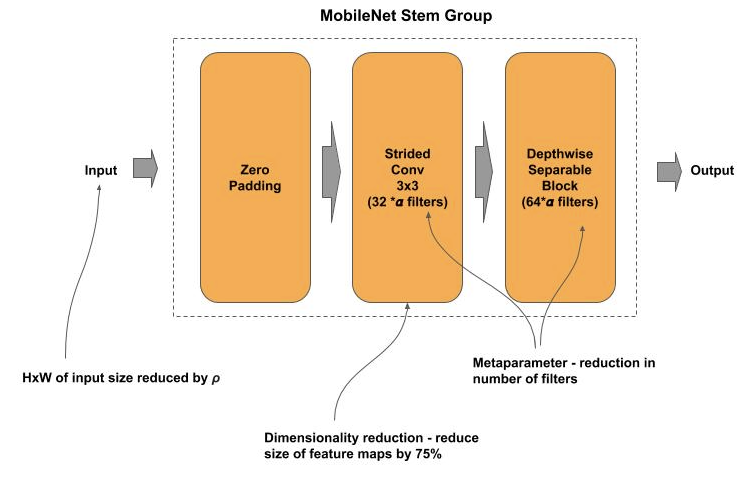 MobileNet Stem Group
Input
Zero
Padding
Strided
Conv
3x3
(32 *α filters)
Depthwise
Separable
Block
(64*α filters)
Output
HxW of input size reduced by ρ
Metaparameter - reduction in
number of filters
Dimensionality reduction - reduce
size of feature maps by 75%